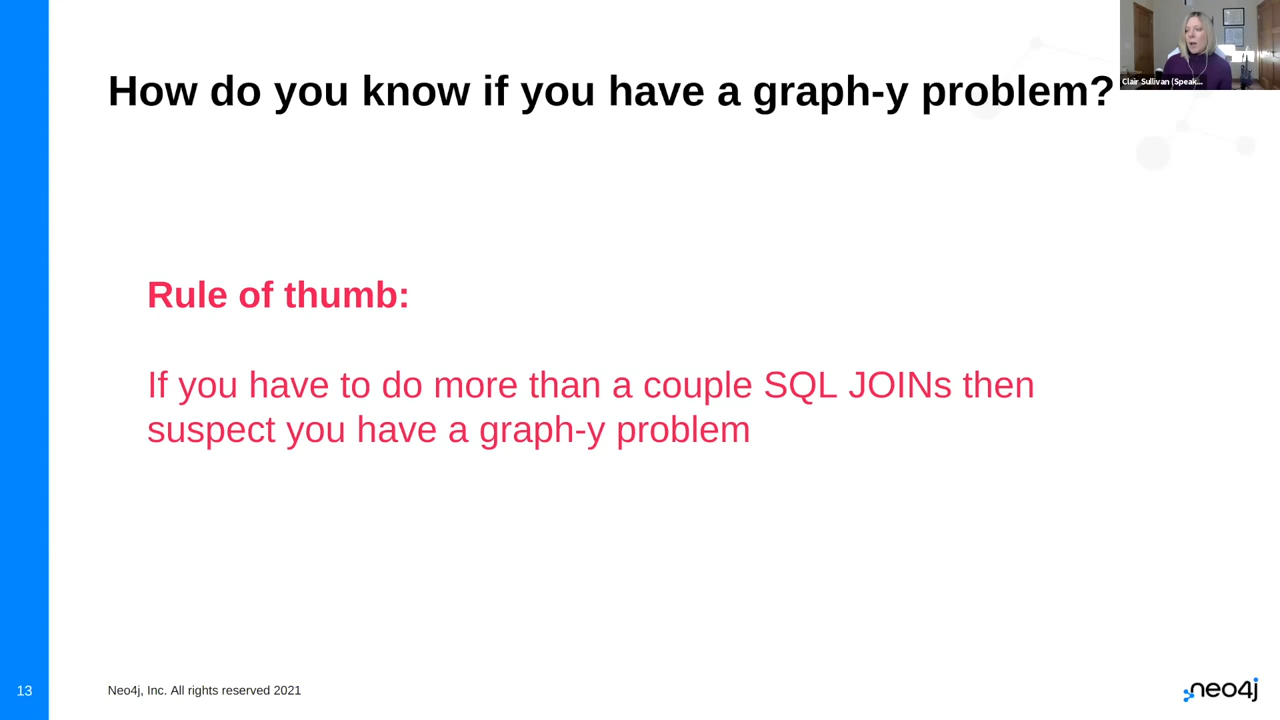 How do you know if you have a graph-y problem?
Clair Sullivan (Speak...
Rule of thumb:
If you have to do more than a couple SQL JOINs then
suspect you have a graph-y problem
13
Neo4j, Inc. All rights reserved 2021
neo4j